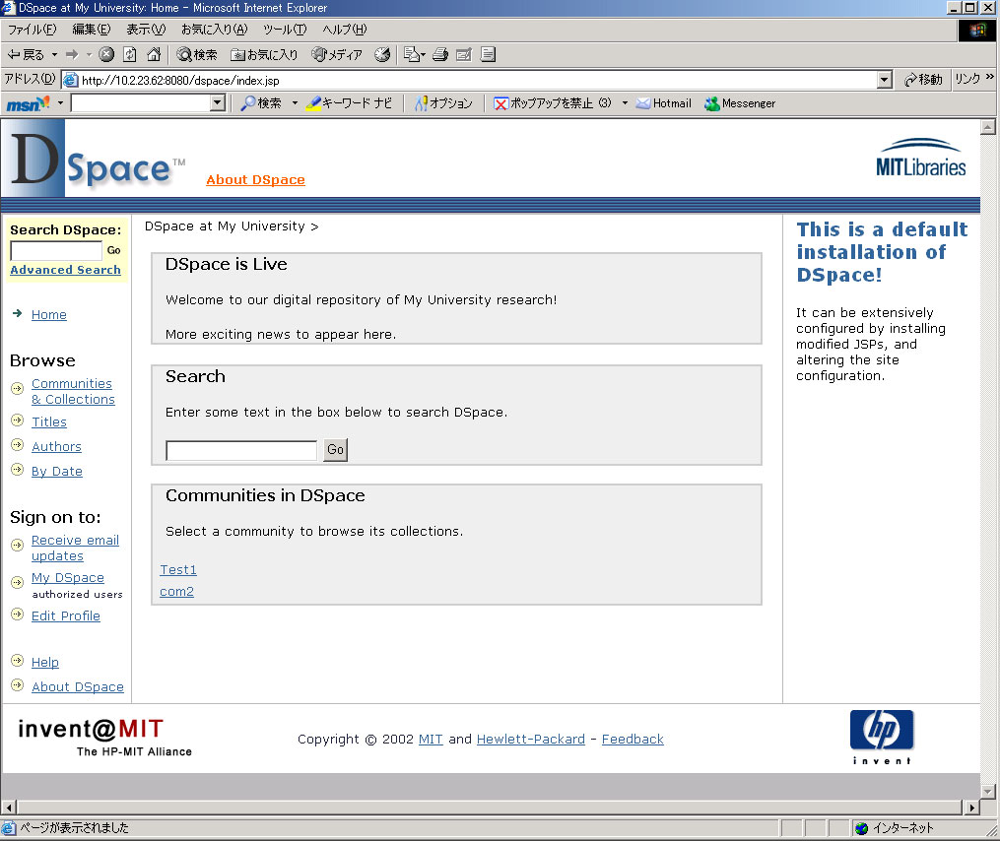 DSpace at My University: Home - Microsoft Internet Explorer
ファイル(F) 編集(E) 表示(V) お気に入り(A) ツール(T) ヘルプ(H)
戻る 検索 お気に入り メディア
アドレス(D) http://10.2.23.62:8080/dspace/index.jsp 移動 リンク »
msn 検索 キーワード ナビ オプション ポップアップを禁止 (3) Hotmail Messenger
DSpace™ About DSpace MITLibraries
Search DSpace:
Go
Advanced Search
Home
Browse
Communities
& Collections
Titles
Authors
By Date
Sign on to:
Receive email
updates
My DSpace
authorized users
Edit Profile
Help
About DSpace
DSpace at My University >
DSpace is Live
Welcome to our digital repository of My University research!
More exciting news to appear here.
Search
Enter some text in the box below to search DSpace.
Go
Communities in DSpace
Select a community to browse its collections.
Test1
com2
This is a default
installation of
DSpace!
It can be extensively
configured by installing
modified JSPs, and
altering the site
configuration.
invent@MIT
The HP-MIT Alliance
Copyright © 2002 MIT and Hewlett-Packard - Feedback
hp
invent
ページが表示されました インターネット